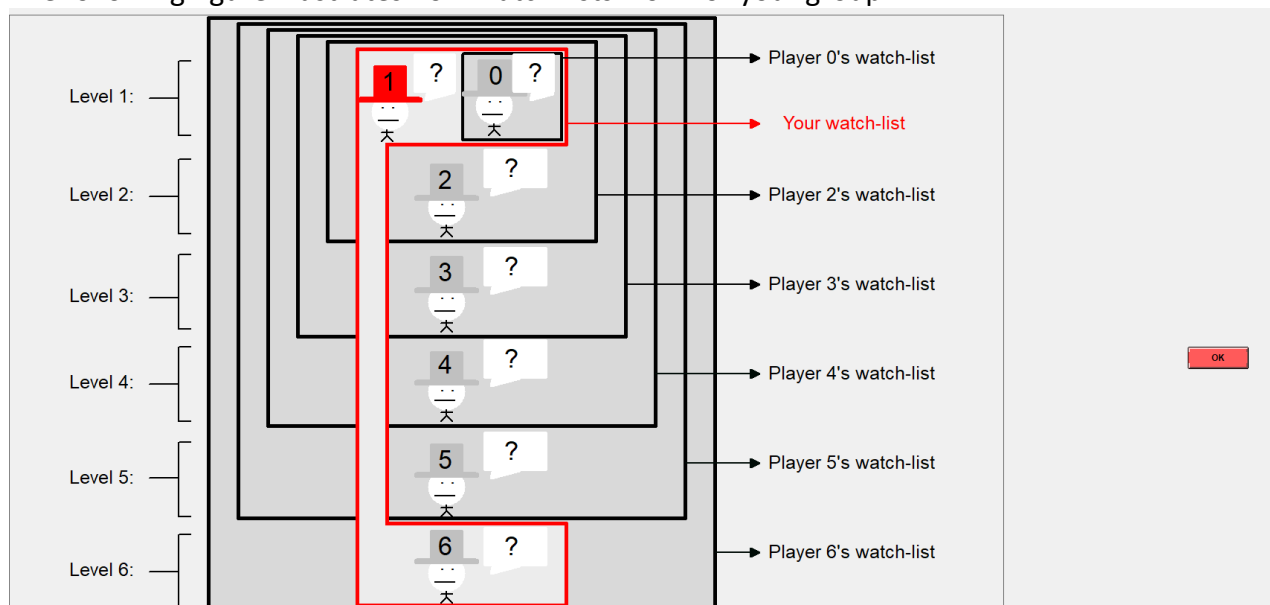 1 ? 0 ? Player 0's watch-list
Level 1:
Your watch-list
2 ?
Level 2: Player 2's watch-list
3 ?
Level 3: Player 3's watch-list
4 ? OK
Level 4: Player 4's watch-list
5 ?
Level 5: Player 5's watch-list
6 ?
Level 6: Player 6's watch-list